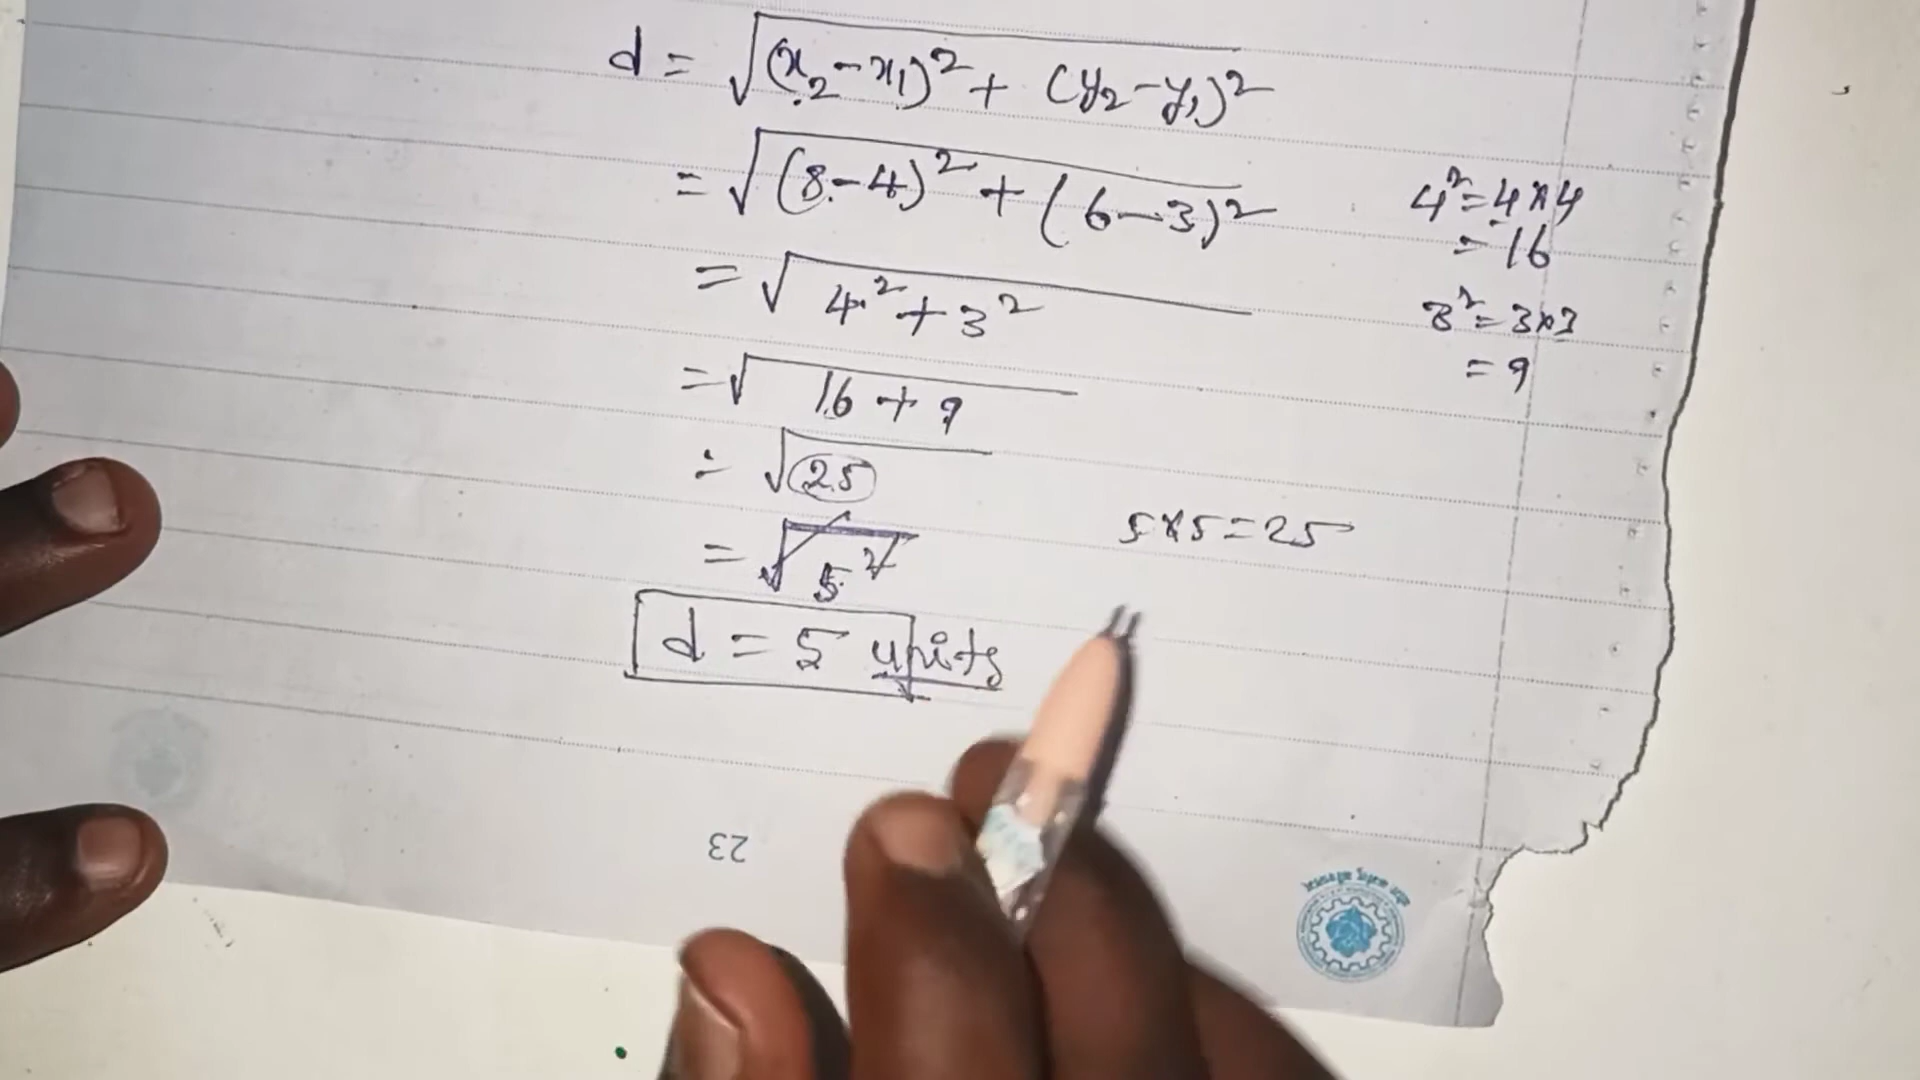 d = √(x₂-x₁)² + (y₂-y₁)²
= √(8-4)² + (6-3)²
4² = 4×4
= 16
= √4² + 3²
3² = 3×3
= 9
= √16 + 9
= √25
5×5=25
= √5²
d = 5 units
23